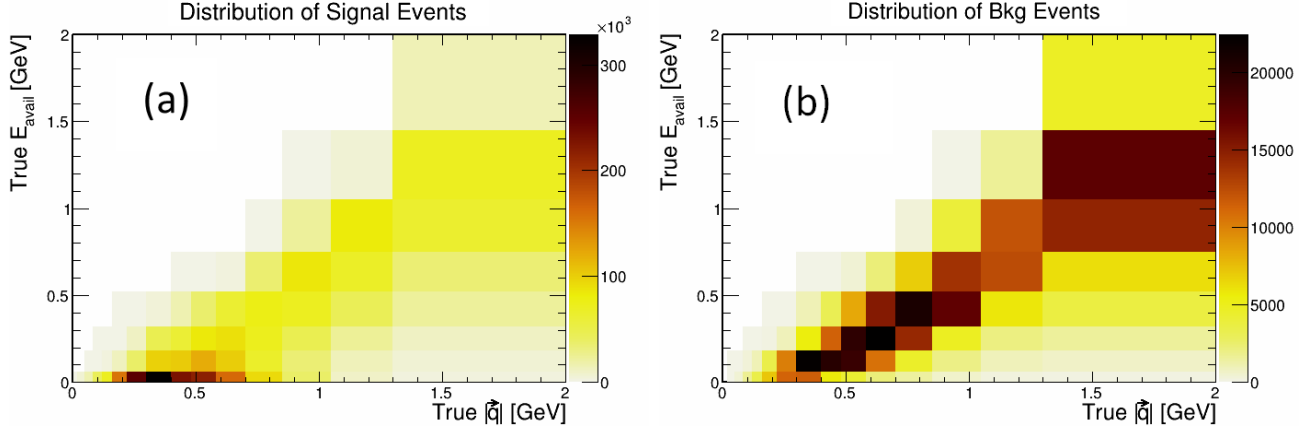 Distribution of Signal Events
×10³
True E_avail [GeV]
2
1.5
1
0.5
0
(a)
300
200
100
0
0 0.5 1 1.5 2
True |q⃗| [GeV]
Distribution of Bkg Events
True E_avail [GeV]
2
1.5
1
0.5
0
(b)
20000
15000
10000
5000
0
0 0.5 1 1.5 2
True |q⃗| [GeV]